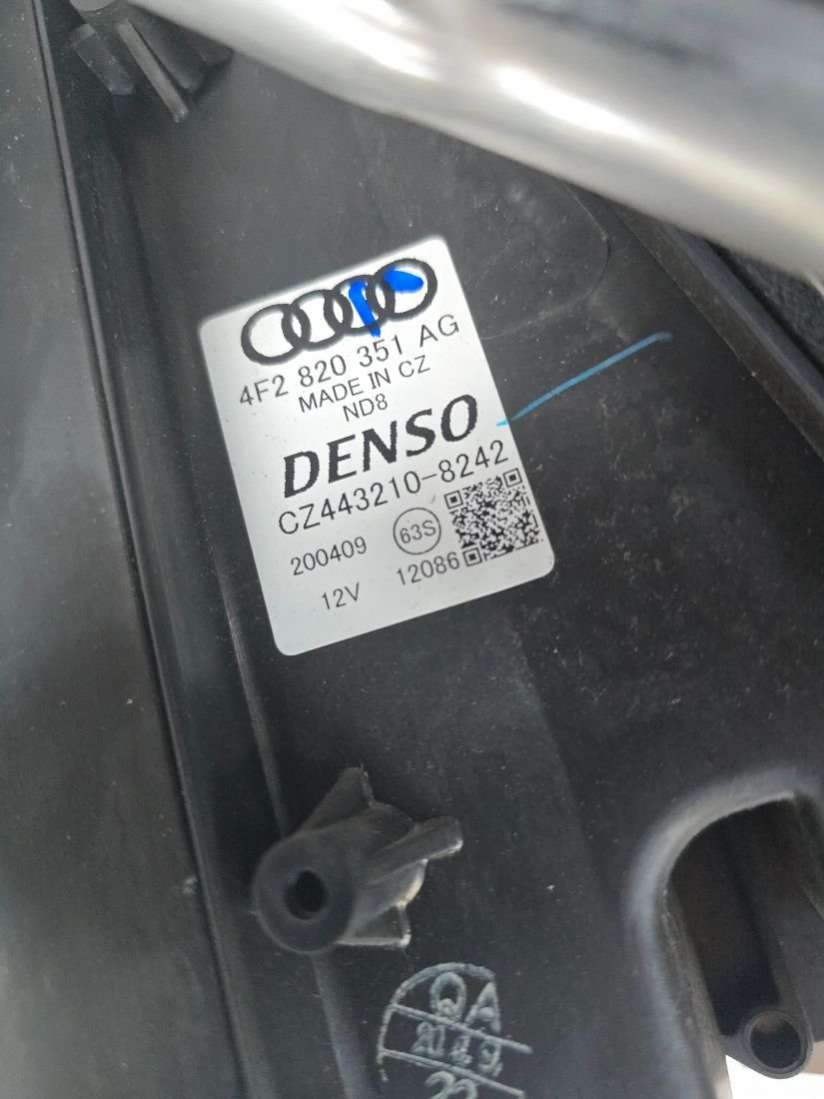 4F2 820 351 AG
MADE IN CZ
ND8
DENSO
CZ443210-8242
200409
63S
12V
12086
QA